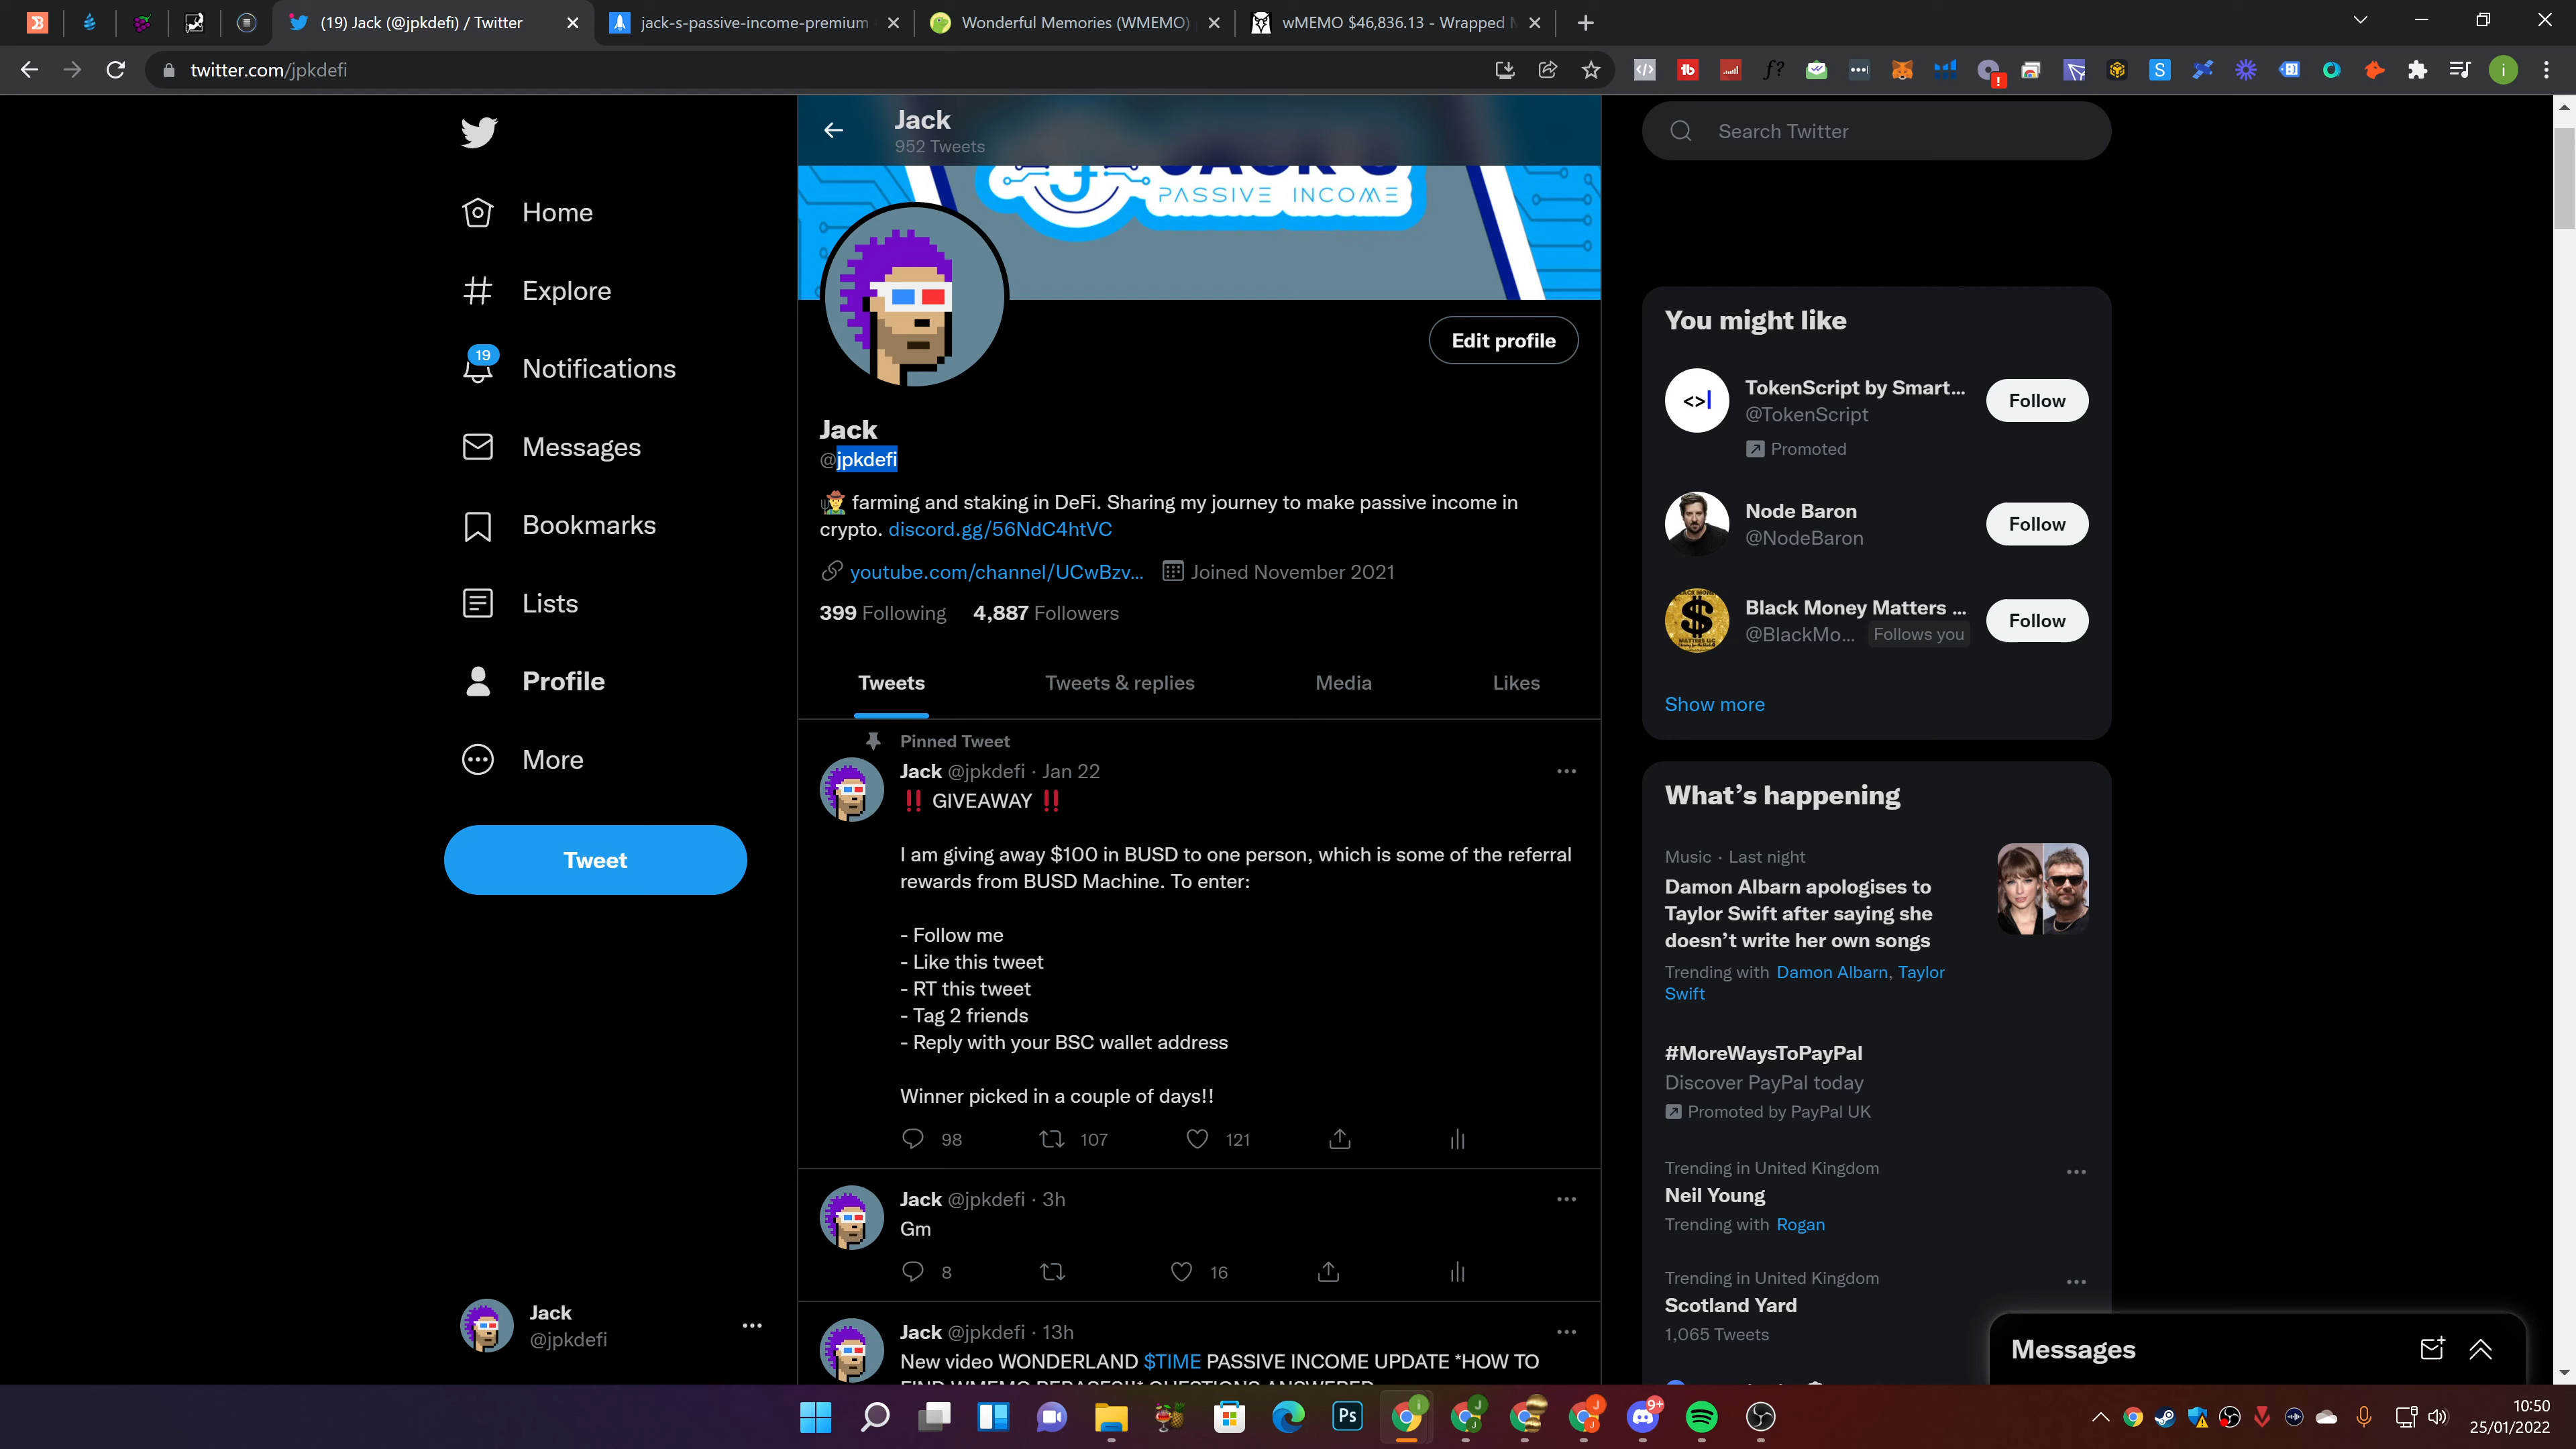 (19) Jack (@jpkdefi) / Twitter
jack-s-passive-income-premium
Wonderful Memories (WMEMO)
wMEMO $46,836.13 - Wrapped
twitter.com/jpkdefi
Jack
952 Tweets
PASSIVE INCOME
Search Twitter
Home
Explore
19
Notifications
Messages
Bookmarks
Lists
Profile
More
Tweet
Jack
@jpkdefi
Edit profile
Jack
@jpkdefi
farming and staking in DeFi. Sharing my journey to make passive income in
crypto. discord.gg/56NdC4htVC
youtube.com/channel/UCwBzv... Joined November 2021
399 Following 4,887 Followers
Tweets Tweets & replies Media Likes
Pinned Tweet
Jack @jpkdefi · Jan 22
‼️ GIVEAWAY ‼️
I am giving away $100 in BUSD to one person, which is some of the referral
rewards from BUSD Machine. To enter:
- Follow me
- Like this tweet
- RT this tweet
- Tag 2 friends
- Reply with your BSC wallet address
Winner picked in a couple of days!!
98 107 121
Jack @jpkdefi · 3h
Gm
8 16
Jack @jpkdefi · 13h
New video WONDERLAND $TIME PASSIVE INCOME UPDATE *HOW TO
FIND WMEMO REBASES!!* QUESTIONS ANSWERED
You might like
TokenScript by Smart...
@TokenScript
Follow
Promoted
Node Baron
@NodeBaron
Follow
Black Money Matters ...
@BlackMo... Follows you
Follow
Show more
What's happening
Music · Last night
Damon Albarn apologises to
Taylor Swift after saying she
doesn't write her own songs
Trending with Damon Albarn, Taylor
Swift
#MoreWaysToPayPal
Discover PayPal today
Promoted by PayPal UK
Trending in United Kingdom
Neil Young
Trending with Rogan
Trending in United Kingdom
Scotland Yard
1,065 Tweets
Messages
Ps
9+
10:50
25/01/2022